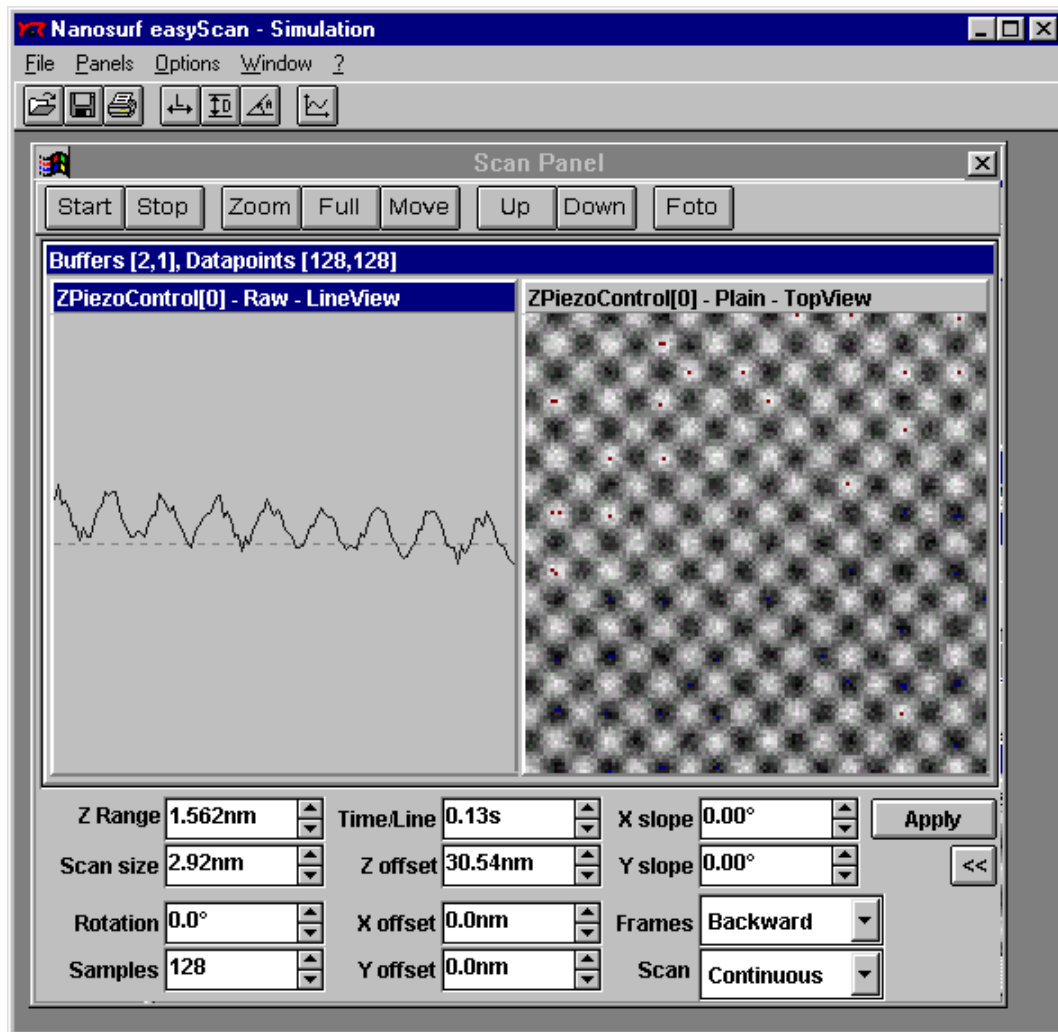 Nanosurf easyScan - Simulation
File Panels Options Window ?
Scan Panel
Start Stop Zoom Full Move Up Down Foto
Buffers [2,1], Datapoints [128,128]
ZPiezoControl[0] - Raw - LineView ZPiezoControl[0] - Plain - TopView
Z Range 1.562nm Time/Line 0.13s X slope 0.00° Apply
Scan size 2.92nm Z offset 30.54nm Y slope 0.00° <<
Rotation 0.0° X offset 0.0nm Frames Backward
Samples 128 Y offset 0.0nm Scan Continuous